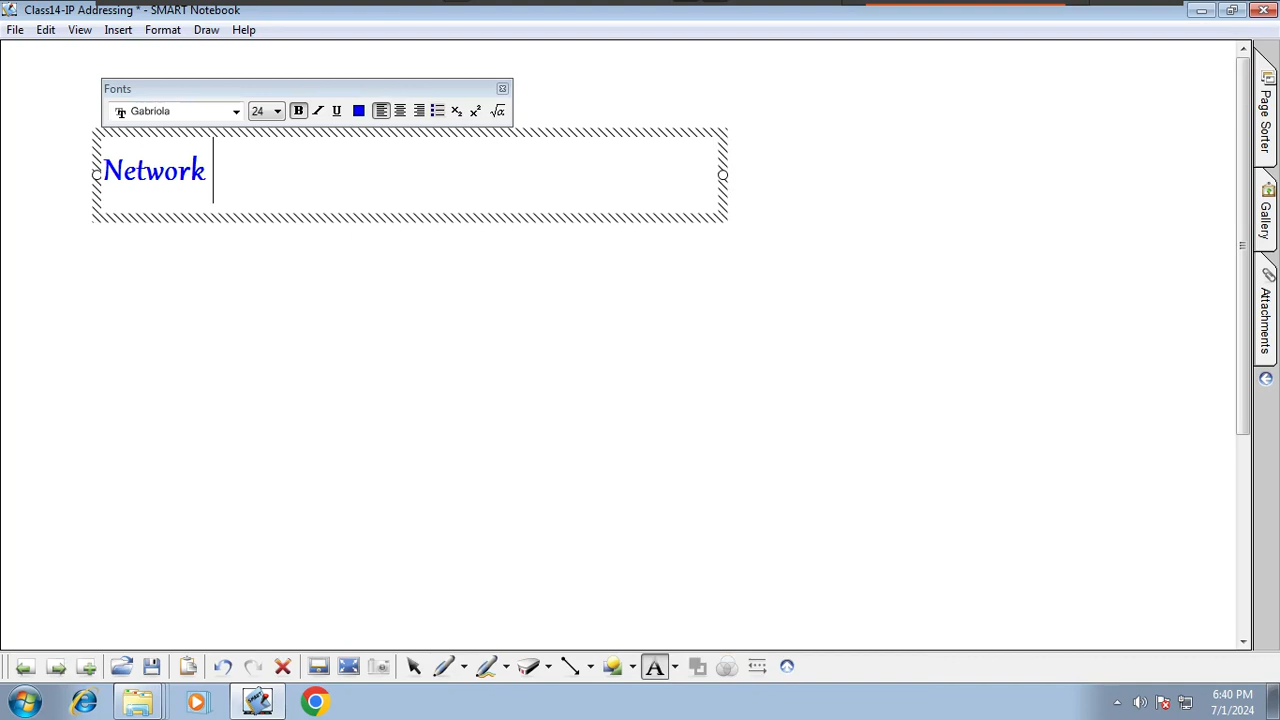 Class14-IP Addressing * - SMART Notebook
File Edit View Insert Format Draw Help
Fonts
Gabriola 24 B I U
Network
Page Sorter
Gallery
Attachments
A
6:40 PM
7/1/2024